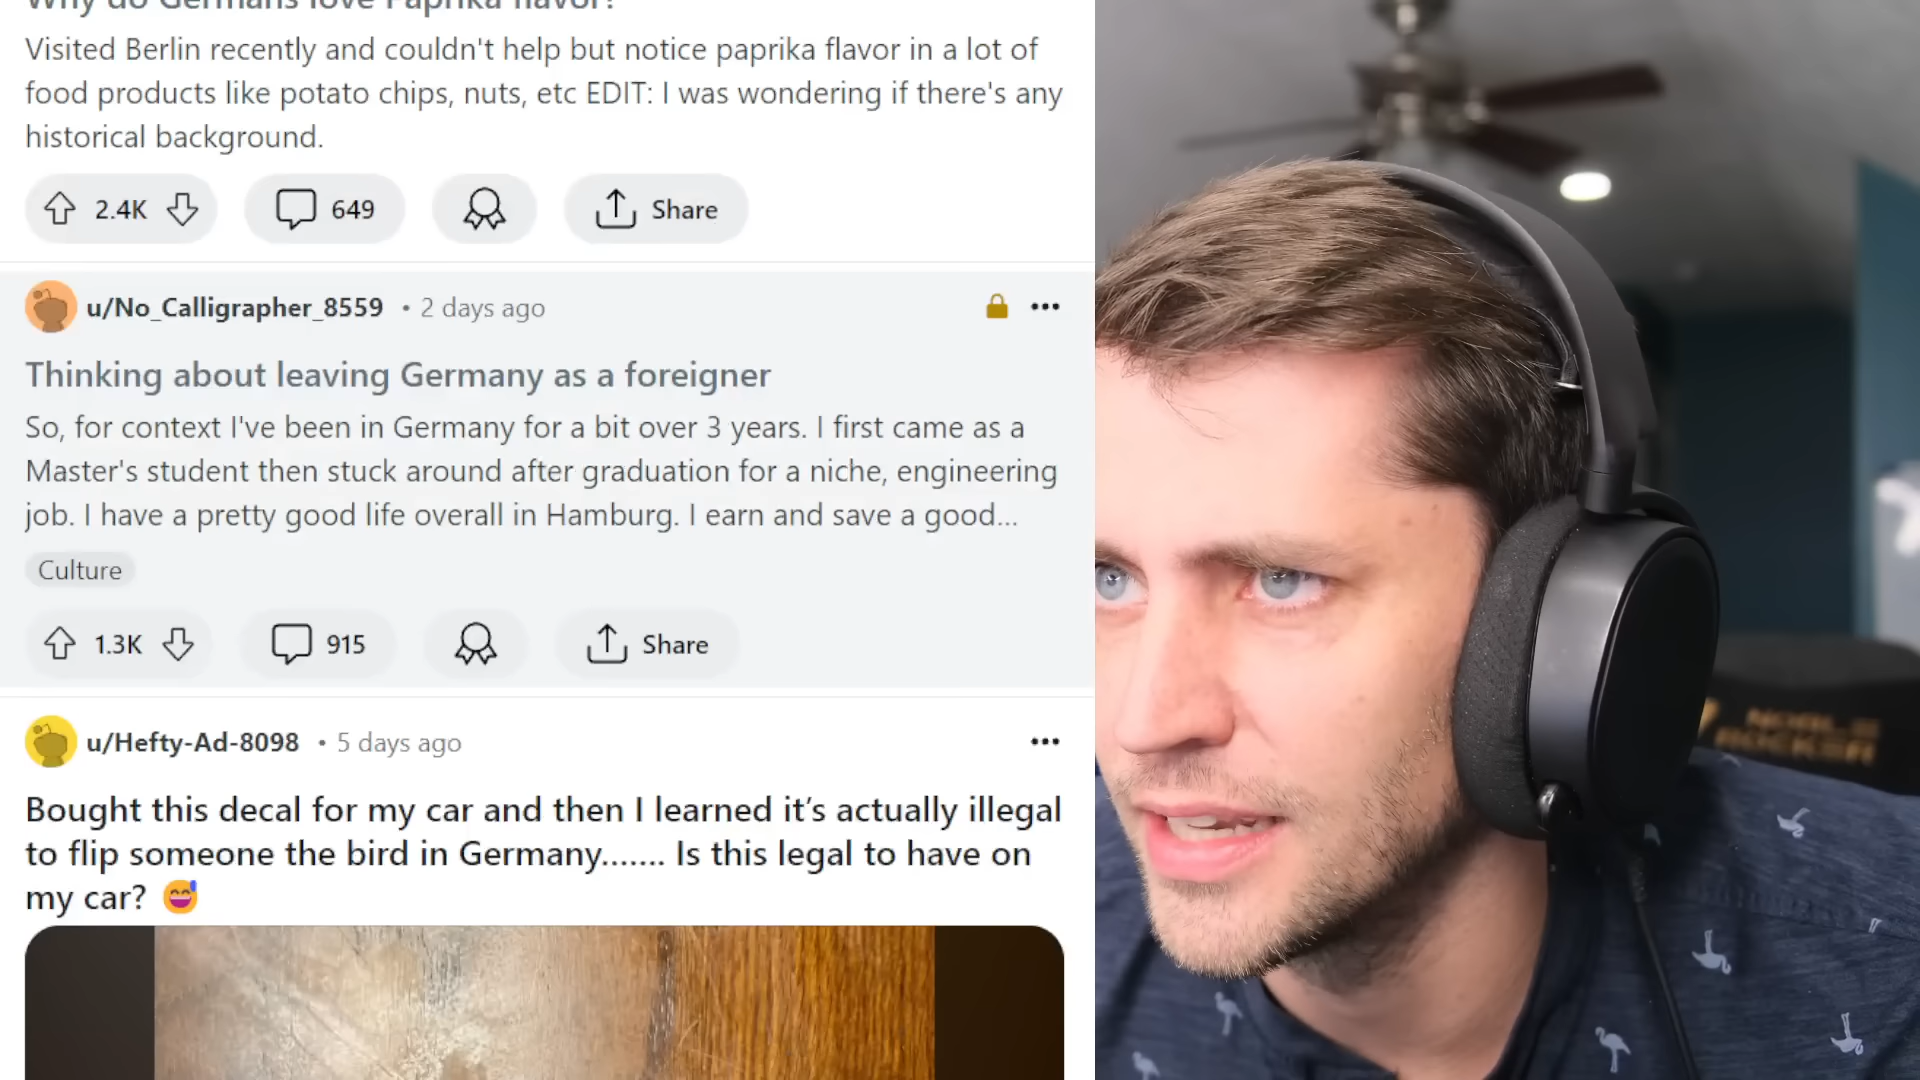 Why do Germans love Paprika flavor?
Visited Berlin recently and couldn't help but notice paprika flavor in a lot of
food products like potato chips, nuts, etc EDIT: I was wondering if there's any
historical background.
2.4K 649 Share
u/No_Calligrapher_8559 • 2 days ago
Thinking about leaving Germany as a foreigner
So, for context I've been in Germany for a bit over 3 years. I first came as a
Master's student then stuck around after graduation for a niche, engineering
job. I have a pretty good life overall in Hamburg. I earn and save a good...
Culture
1.3K 915 Share
u/Hefty-Ad-8098 • 5 days ago
Bought this decal for my car and then I learned it’s actually illegal
to flip someone the bird in Germany....... Is this legal to have on
my car? 😅